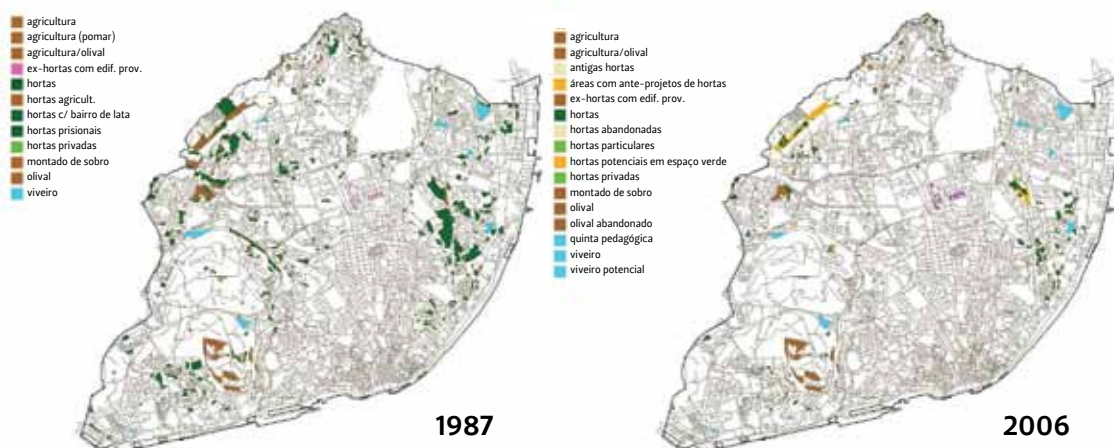 agricultura
agricultura (pomar)
agricultura/olival
ex-hortas com edif. prov.
hortas
hortas agricult.
hortas c/ bairro de lata
hortas prisionais
hortas privadas
montado de sobro
olival
viveiro
1987
agricultura
agricultura/olival
antigas hortas
áreas com ante-projetos de hortas
ex-hortas com edif. prov.
hortas
hortas abandonadas
hortas particulares
hortas potenciais em espaço verde
hortas privadas
montado de sobro
olival
olival abandonado
quinta pedagógica
viveiro
viveiro potencial
2006